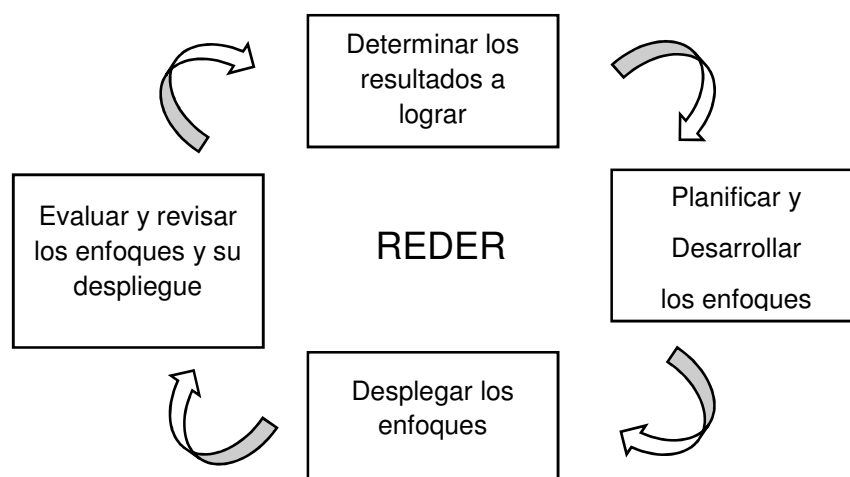 Determinar los
resultados a
lograr
Evaluar y revisar
los enfoques y su
despliegue
REDER
Planificar y
Desarrollar
los enfoques
Desplegar los
enfoques